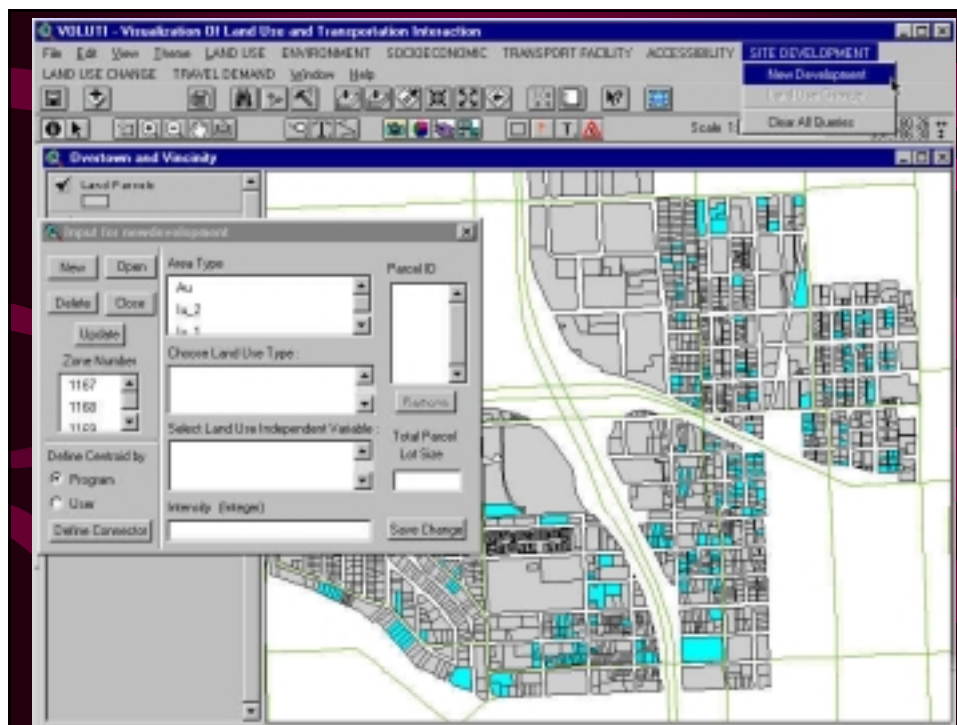 VOLUTI - Visualization Of Land Use and Transportation Interaction
File Edit View Theme LAND USE ENVIRONMENT SOCIOECONOMIC TRANSPORT FACILITY ACCESSIBILITY SITE DEVELOPMENT
LAND USE CHANGE TRAVEL DEMAND Window Help
New Development
Clear All Queries
Scale 1:
Overtown and Vincinity
Land Parcels
Input for newdevelopment
New Open
Delete Close
Update
Zone Number
1167
1168
1169
Define Centroid by
Program
User
Define Connector
Area Type
Au
Ia_2
Ia_1
Choose Land Use Type :
Select Land Use Independent Variable :
Intensity (Integer)
Parcel ID
Remove
Total Parcel
Lot Size
Save Change